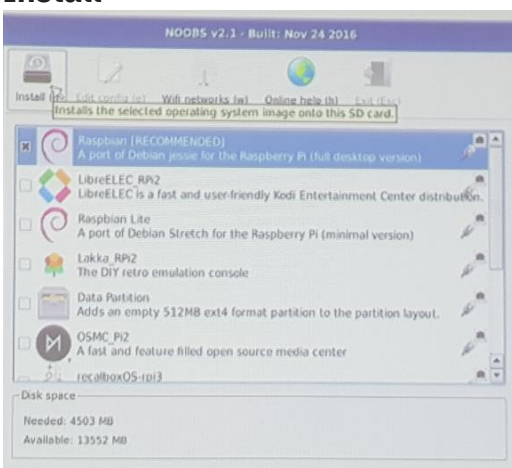 Install
NOOBS v2.1 - Built: Nov 24 2016
Install (i) Edit config (e) Wifi networks (w) Online help (h) Exit (Esc)
Installs the selected operating system image onto this SD card.
Raspbian [RECOMMENDED]
A port of Debian jessie for the Raspberry Pi (full desktop version)
LibreELEC_RPi2
LibreELEC is a fast and user-friendly Kodi Entertainment Center distribution.
Raspbian Lite
A port of Debian Stretch for the Raspberry Pi (minimal version)
Lakka_RPi2
The DIY retro emulation console
Data Partition
Adds an empty 512MB ext4 format partition to the partition layout.
OSMC_Pi2
A fast and feature filled open source media center
recalboxOS-rpi3
Disk space
Needed: 4503 MB
Available: 13552 MB